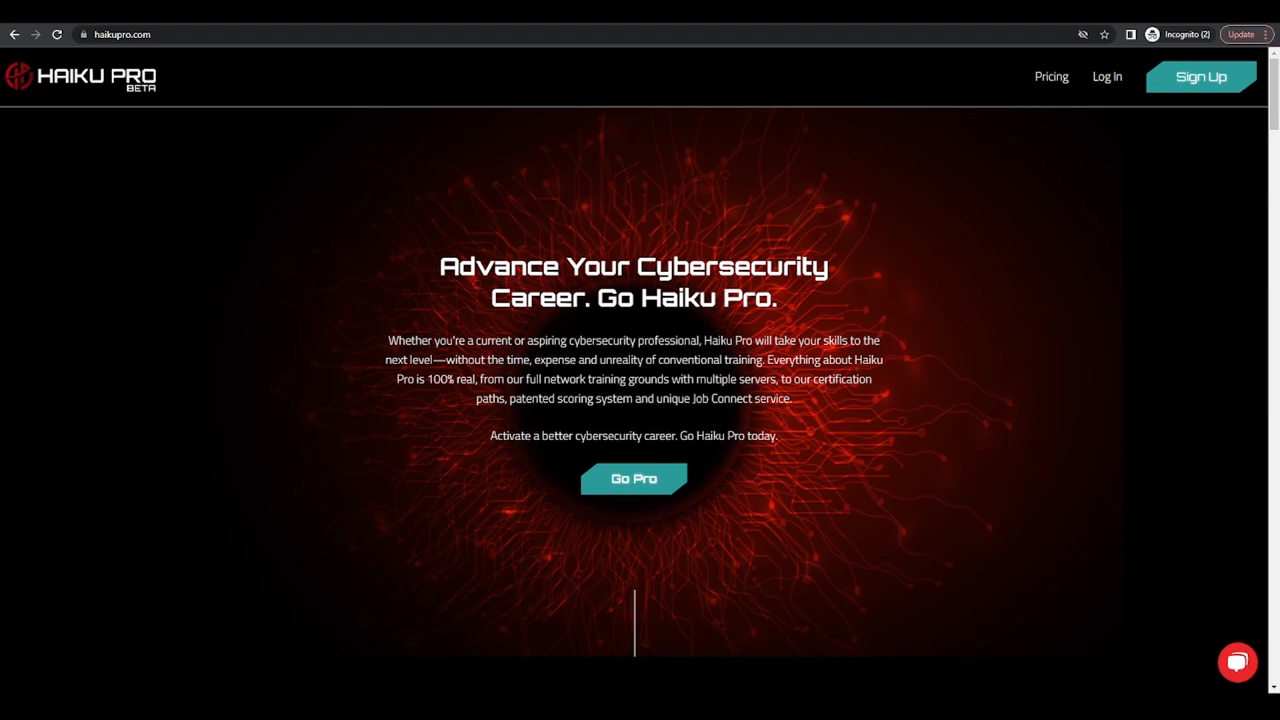 haikupro.com
Incognito (2)
Update
HAIKU PRO
BETA
Pricing
Log In
Sign Up
Advance Your Cybersecurity
Career. Go Haiku Pro.
Whether you're a current or aspiring cybersecurity professional, Haiku Pro will take your skills to the
next level—without the time, expense and unreality of conventional training. Everything about Haiku
Pro is 100% real, from our full network training grounds with multiple servers, to our certification
paths, patented scoring system and unique Job Connect service.
Activate a better cybersecurity career. Go Haiku Pro today.
Go Pro